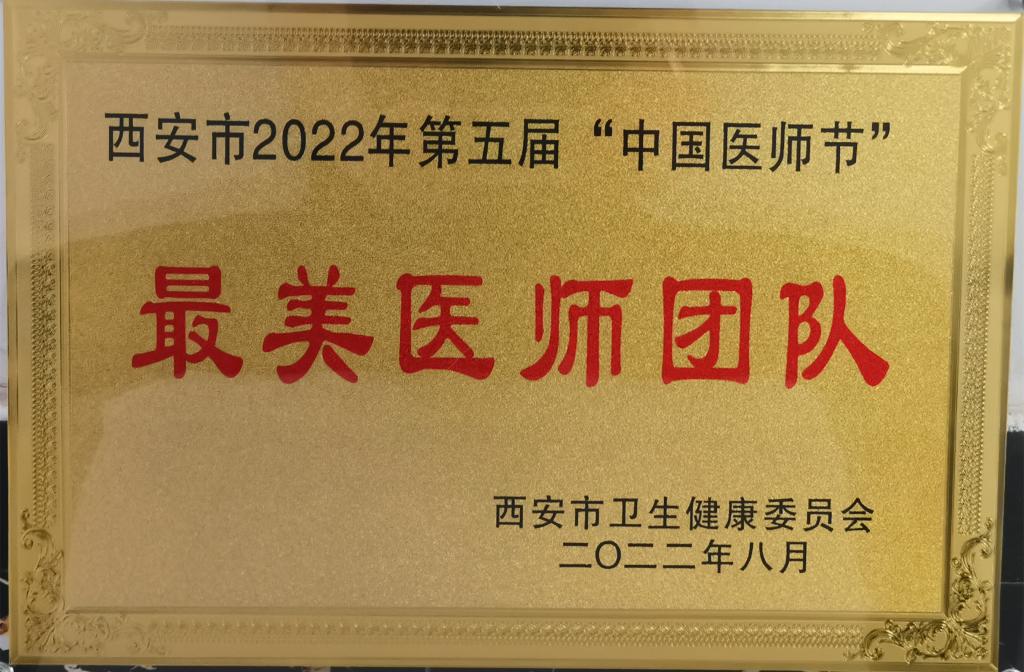 西安市2022年第五届“中国医师节”
最美医师团队
西安市卫生健康委员会
二〇二二年八月